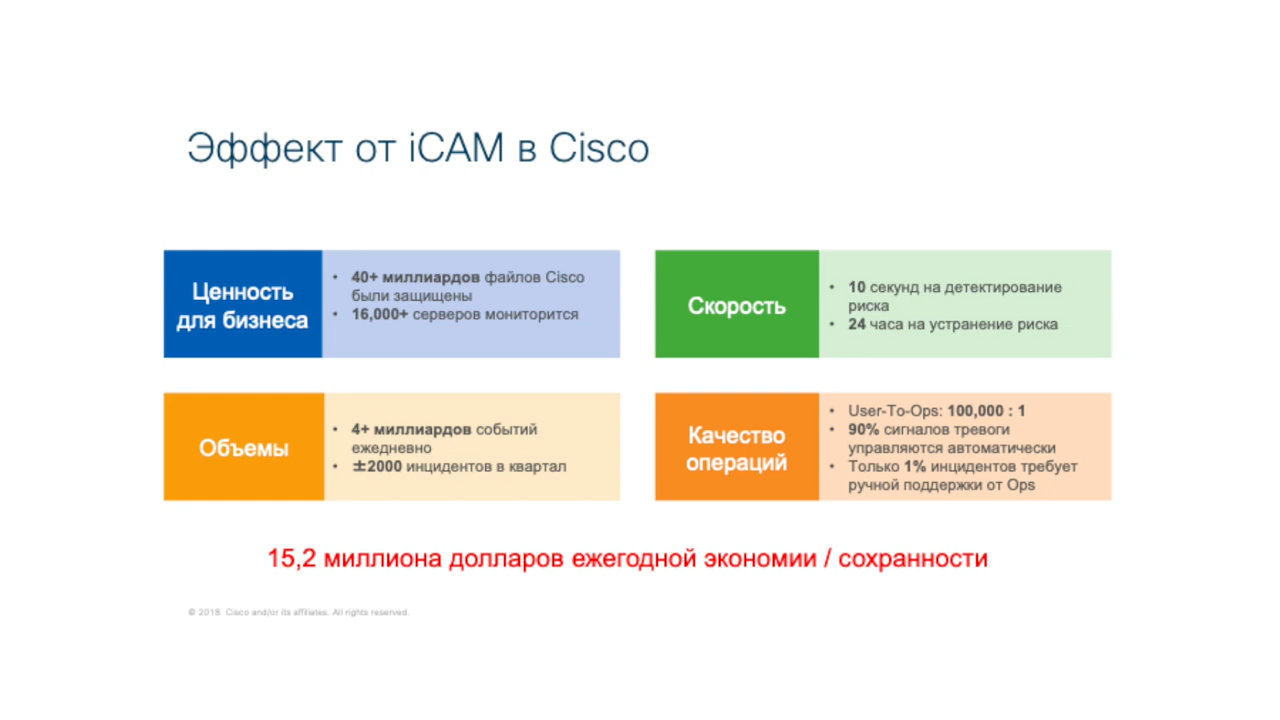 Эффект от iCAM в Cisco
Ценность
для бизнеса
• 40+ миллиардов файлов Cisco
были защищены
• 16,000+ серверов мониторится
Скорость
• 10 секунд на детектирование
риска
• 24 часа на устранение риска
Объемы
• 4+ миллиардов событий
ежедневно
• ±2000 инцидентов в квартал
Качество
операций
• User-To-Ops: 100,000 : 1
• 90% сигналов тревоги
управляются автоматически
• Только 1% инцидентов требует
ручной поддержки от Ops
15,2 миллиона долларов ежегодной экономии / сохранности
© 2018 Cisco and/or its affiliates. All rights reserved.